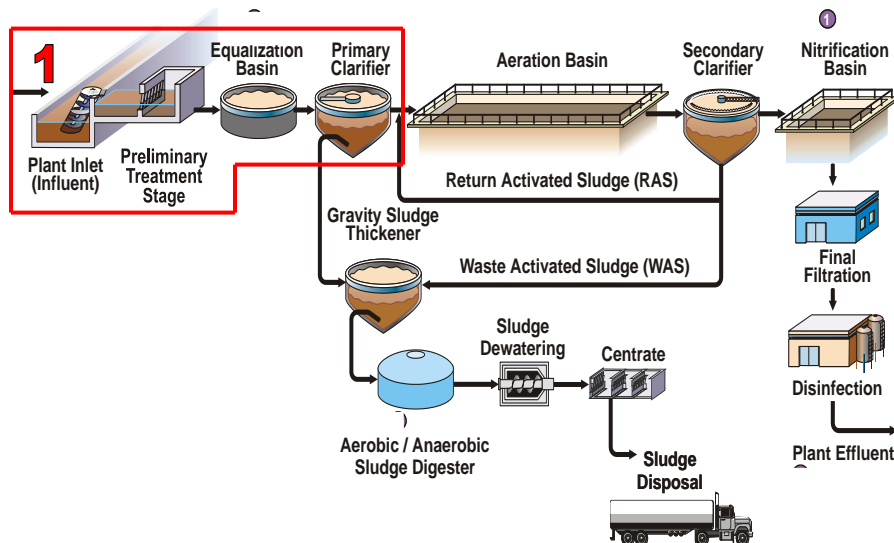 1
1
Equalization
Basin
Primary
Clarifier
Aeration Basin
Secondary
Clarifier
Nitrification
Basin
Plant Inlet
(Influent)
Preliminary
Treatment
Stage
Return Activated Sludge (RAS)
Gravity Sludge
Thickener
Waste Activated Sludge (WAS)
Final
Filtration
Sludge
Dewatering
Centrate
Disinfection
Aerobic / Anaerobic
Sludge Digester
Plant Effluent
Sludge
Disposal